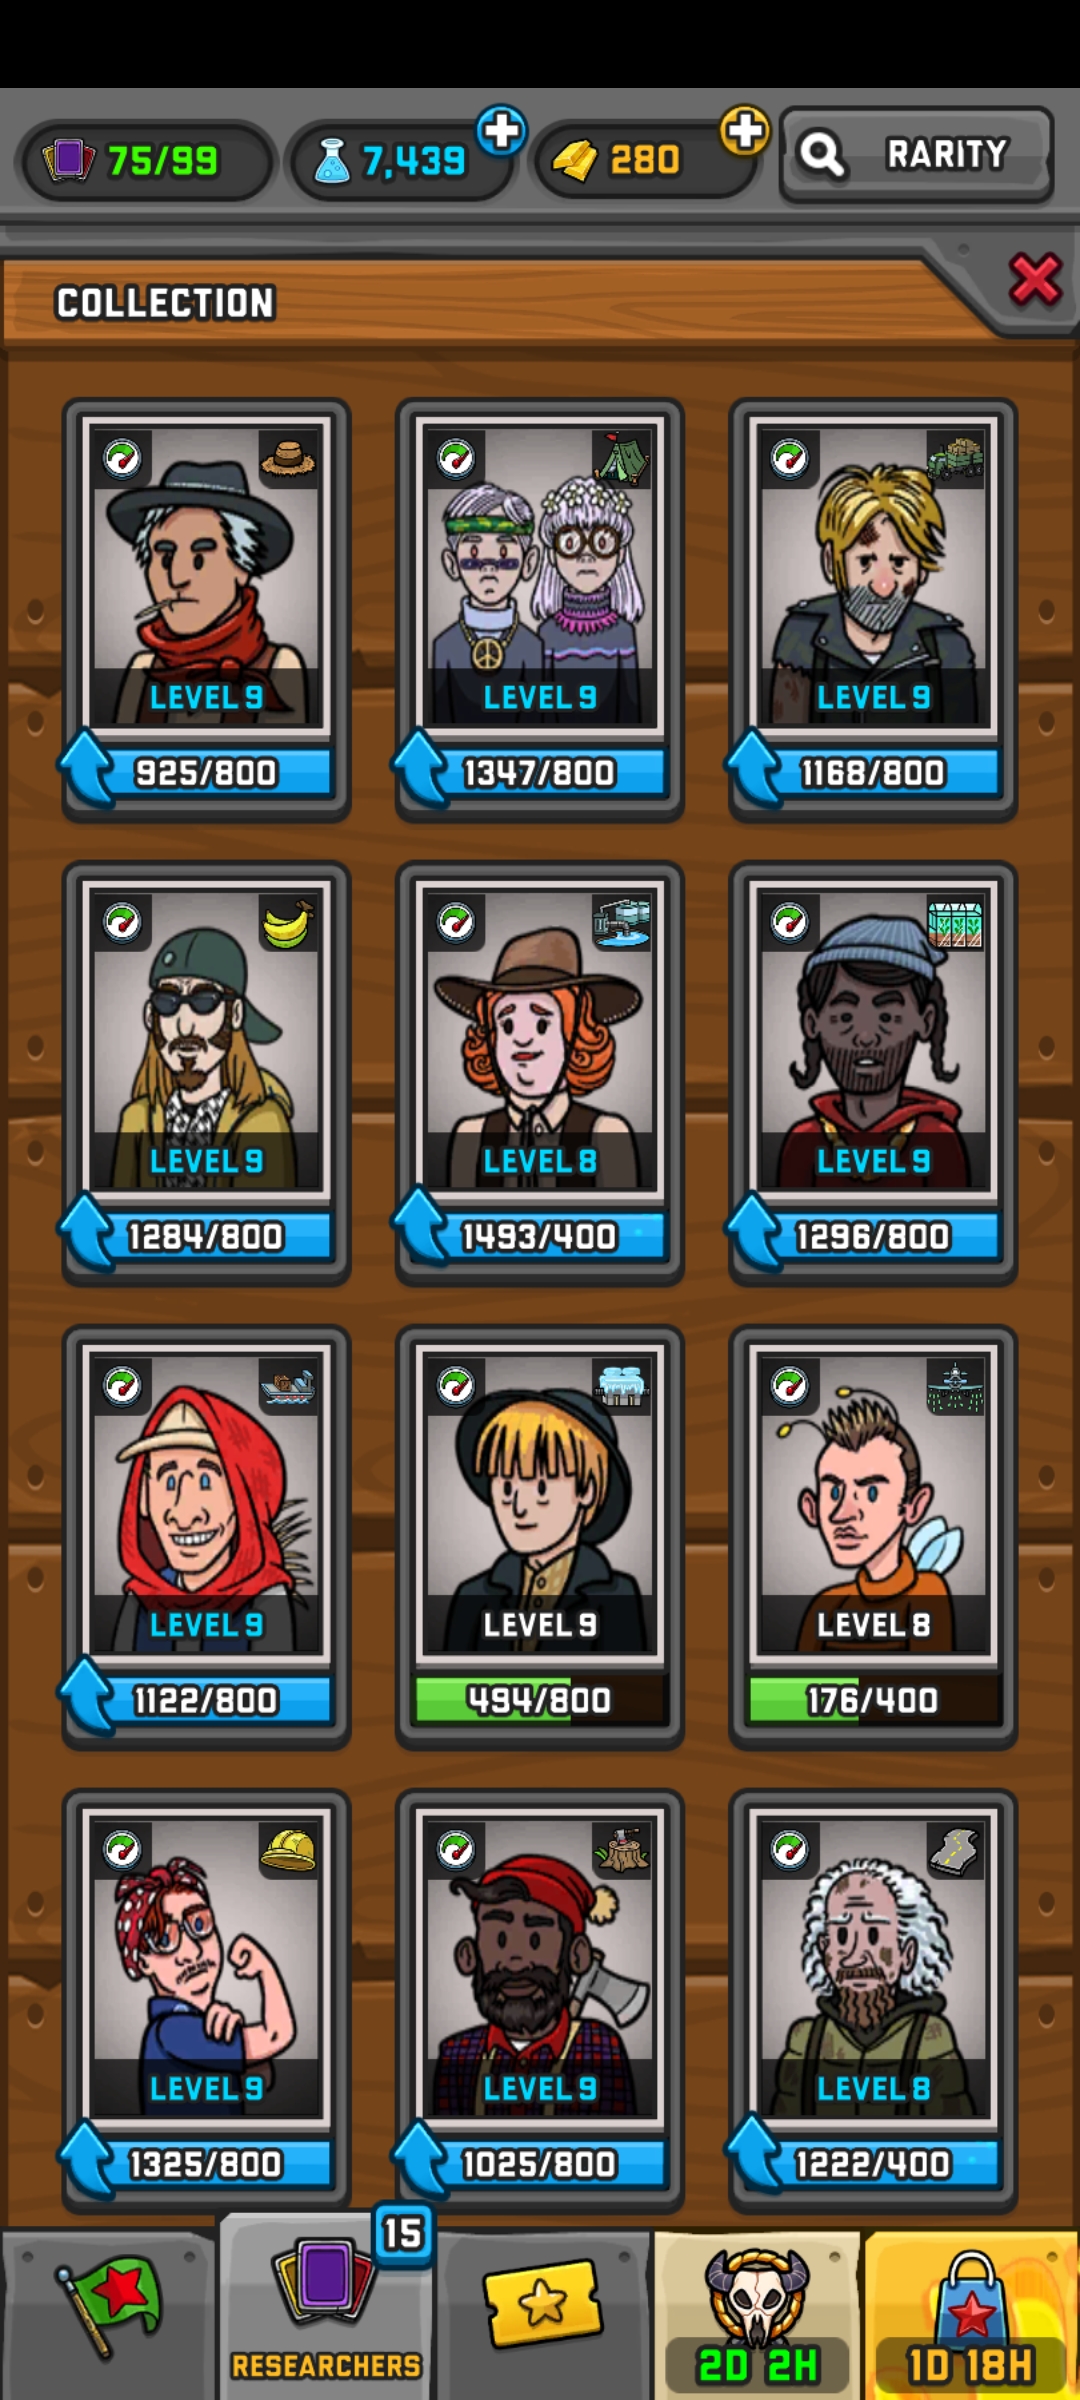 75/99 7,439 280 RARITY
COLLECTION
LEVEL 9 LEVEL 9 LEVEL 9
925/800 1347/800 1168/800
LEVEL 9 LEVEL 8 LEVEL 9
1284/800 1493/400 1296/800
LEVEL 9 LEVEL 9 LEVEL 8
1122/800 494/800 176/400
LEVEL 9 LEVEL 9 LEVEL 8
1325/800 1025/800 1222/400
15
RESEARCHERS 2D 2H 1D 18H